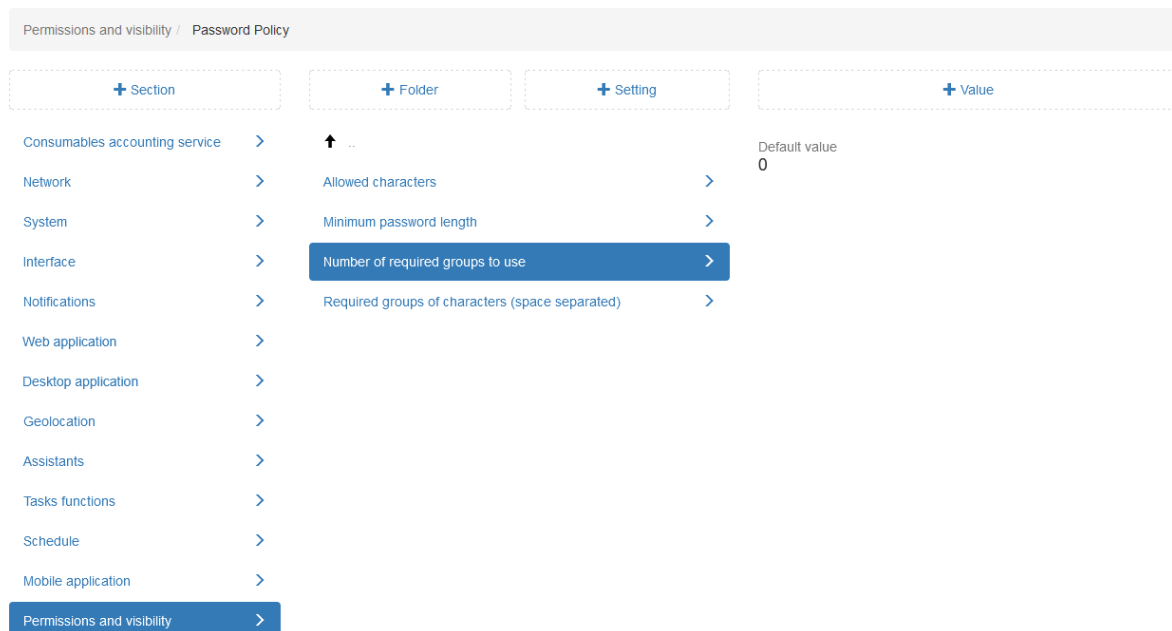 Permissions and visibility / Password Policy
+ Section
+ Folder
+ Setting
+ Value
Consumables accounting service
Network
System
Interface
Notifications
Web application
Desktop application
Geolocation
Assistants
Tasks functions
Schedule
Mobile application
Permissions and visibility
..
Allowed characters
Minimum password length
Number of required groups to use
Required groups of characters (space separated)
Default value
0